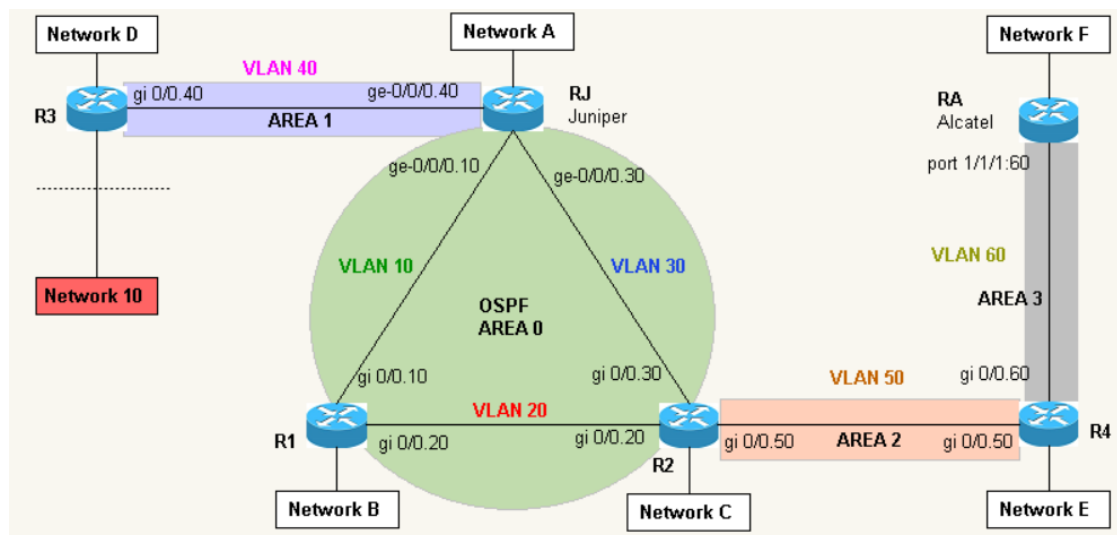 Network D
Network A
Network F
VLAN 40
gi 0/0.40
ge-0/0/0.40
R3
AREA 1
RJ
Juniper
RA
Alcatel
ge-0/0/0.10
ge-0/0/0.30
port 1/1/1:60
VLAN 10
VLAN 30
VLAN 60
Network 10
OSPF
AREA 0
AREA 3
gi 0/0.10
gi 0/0.30
VLAN 50
gi 0/0.60
VLAN 20
R1
gi 0/0.20
gi 0/0.20
R2
gi 0/0.50
AREA 2
gi 0/0.50
R4
Network B
Network C
Network E